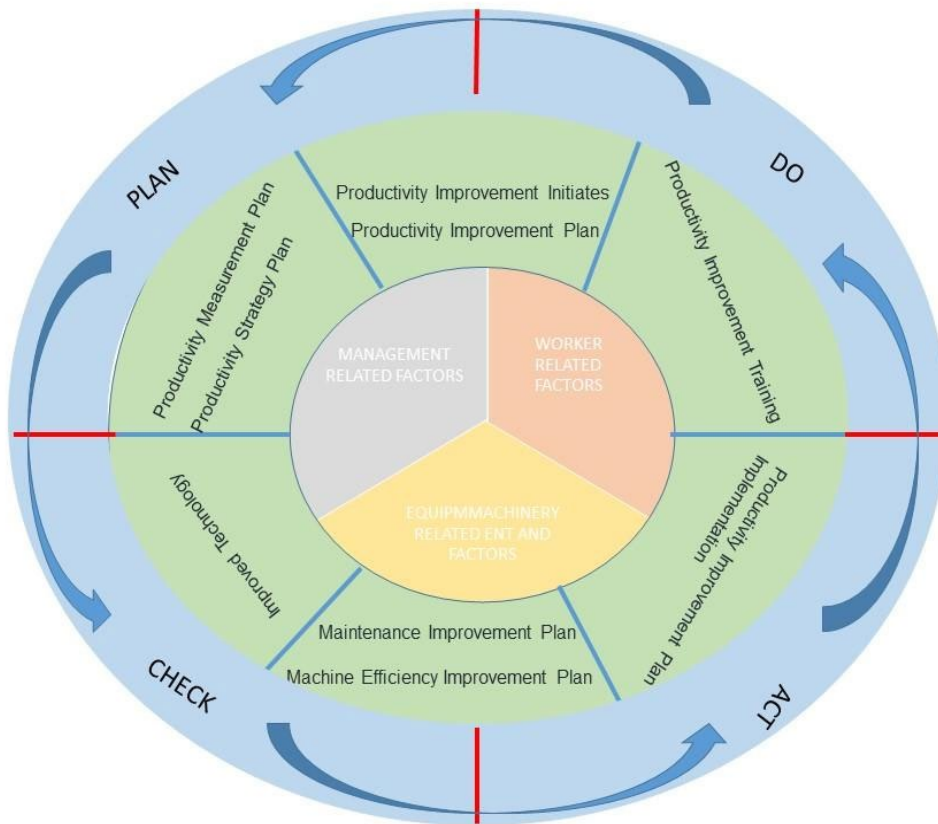 PLAN
DO
Productivity Improvement Initiates
Productivity Improvement Plan
Productivity Measurement Plan
Productivity Strategy Plan
Productivity Improvement Training
MANAGEMENT
RELATED FACTORS
WORKER
RELATED
FACTORS
EQUIPMMACHINERY
RELATED ENT AND
FACTORS
Improved Technology
Productivity Improvement Plan
Implementation
Maintenance Improvement Plan
Machine Efficiency Improvement Plan
CHECK
ACT